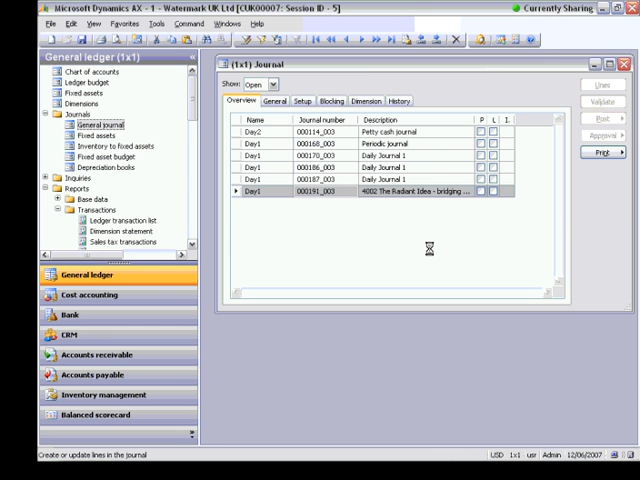 Microsoft Dynamics AX - 1 - Watermark UK Ltd [CUK00007: Session ID - 5]
Currently Sharing
File Edit View Favorites Tools Command Windows Help
General ledger (1x1)
Chart of accounts
Ledger budget
Fixed assets
Dimensions
Journals
General journal
Fixed assets
Inventory to fixed assets
Fixed asset budget
Depreciation books
Inquiries
Reports
Base data
Transactions
Ledger transaction list
Dimension statement
Sales tax transactions
General ledger
Cost accounting
Bank
CRM
Accounts receivable
Accounts payable
Inventory management
Balanced scorecard
(1x1) Journal
Show: Open
Overview General Setup Blocking Dimension History
Name Journal number Description P L I.
Day2 000114_003 Petty cash journal
Day1 000168_003 Periodic journal
Day1 000170_003 Daily Journal 1
Day1 000186_003 Daily Journal 1
Day1 000187_003 Daily Journal 1
Day1 000191_003 4002 The Radiant Idea - bridging ...
Lines
Validate
Post
Approval
Print
Create or update lines in the journal
USD 1x1 usr Admin 12/06/2007